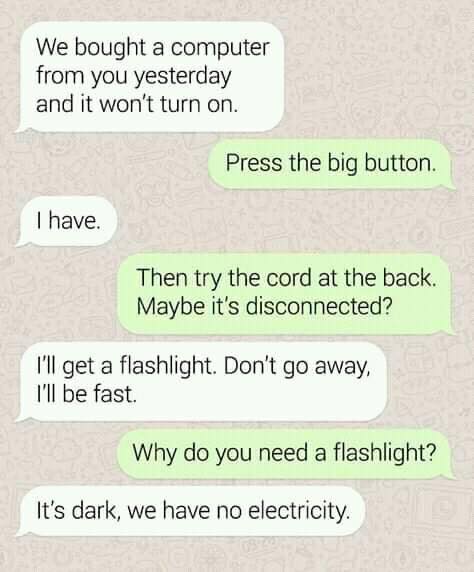 We bought a computer
from you yesterday
and it won't turn on.
Press the big button.
I have.
Then try the cord at the back.
Maybe it's disconnected?
I'll get a flashlight. Don't go away,
I'll be fast.
Why do you need a flashlight?
It's dark, we have no electricity.